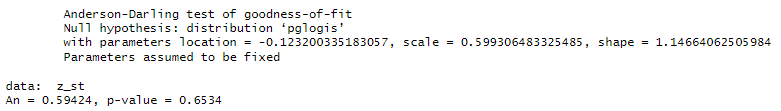 Anderson-Darling test of goodness-of-fit
Null hypothesis: distribution ‘pglogis’
with parameters location = -0.123200335183057, scale = 0.599306483325485, shape = 1.14664062505984
Parameters assumed to be fixed
data:  z_st
An = 0.59424, p-value = 0.6534